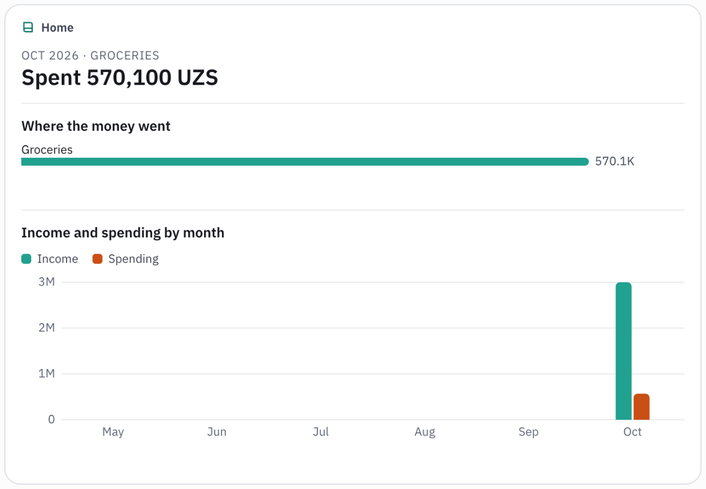 Home
OCT 2026 · GROCERIES
Spent 570,100 UZS
Where the money went
Groceries
570.1K
Income and spending by month
Income Spending
3M
2M
1M
0
May Jun Jul Aug Sep Oct